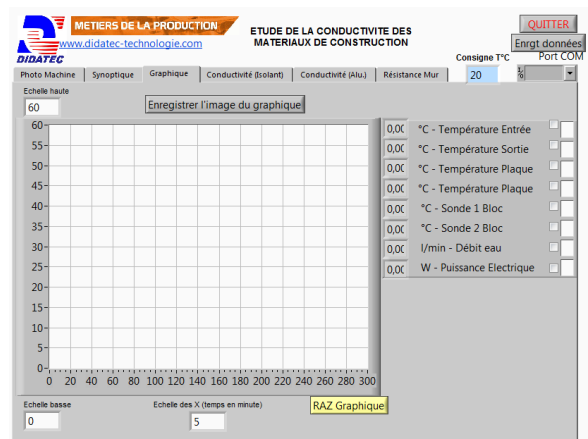 METIERS DE LA PRODUCTION
www.didatec-technologie.com
DIDATEC
ETUDE DE LA CONDUCTIVITE DES
MATERIAUX DE CONSTRUCTION
QUITTER
Enrgt données
Consigne T°C
Port COM
20
Photo Machine
Synoptique
Graphique
Conductivité (Isolant)
Conductivité (Alu.)
Résistance Mur
Echelle haute
60
Enregistrer l'image du graphique
60
55
50
45
40
35
30
25
20
15
10
5
0
0 20 40 60 80 100 120 140 160 180 200 220 240 260 280 300
0,00 °C - Température Entrée
0,00 °C - Température Sortie
0,00 °C - Température Plaque
0,00 °C - Température Plaque
0,00 °C - Sonde 1 Bloc
0,00 °C - Sonde 2 Bloc
0,00 l/min - Débit eau
0,00 W - Puissance Electrique
Echelle basse
0
Echelle des X (temps en minute)
5
RAZ Graphique